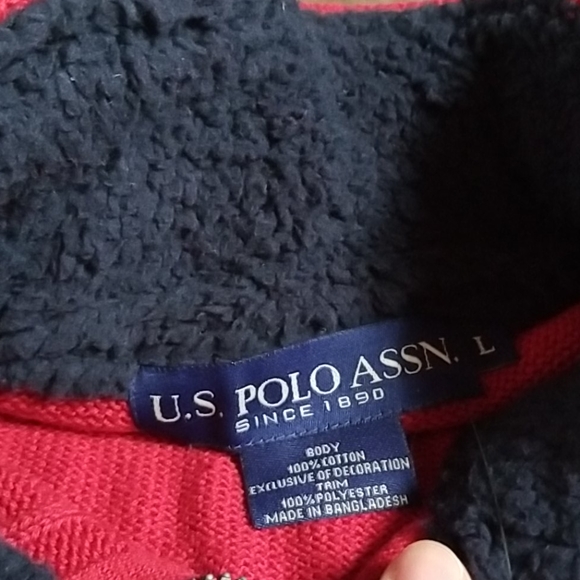 U.S. POLO ASSN. L
SINCE 1890
BODY
100% COTTON
EXCLUSIVE OF DECORATION
TRIM
100% POLYESTER
MADE IN BANGLADESH